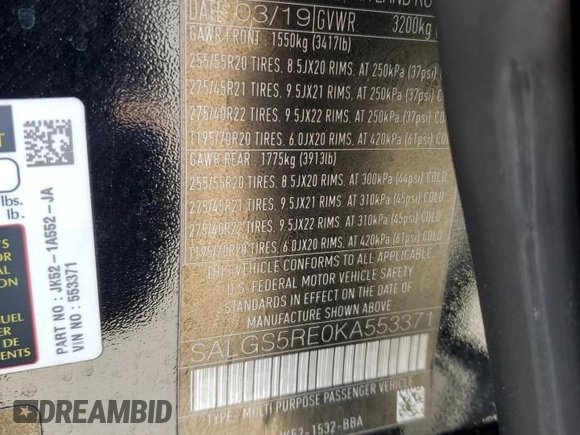 DATE 03/19 GVWR 3200kg
GAWR FRONT 1550kg (3417lb)
255/55R20 TIRES, 8.5JX20 RIMS, AT 250kPa (37psi)
275/45R21 TIRES, 9.5JX21 RIMS, AT 250kPa (37psi)
275/40R22 TIRES, 9.5JX22 RIMS, AT 250kPa (37psi)
T195/70R20 TIRES, 6.0JX20 RIMS, AT 420kPa (61psi)
GAWR REAR 1775kg (3913lb)
255/55R20 TIRES, 8.5JX20 RIMS, AT 300kPa (44psi) COLD
275/45R21 TIRES, 9.5JX21 RIMS, AT 310kPa (45psi) COLD
275/40R22 TIRES, 9.5JX22 RIMS, AT 310kPa (45psi) COLD
T195/70R20 TIRES, 6.0JX20 RIMS, AT 420kPa (61psi) COLD
THIS VEHICLE CONFORMS TO ALL APPLICABLE
U.S. FEDERAL MOTOR VEHICLE SAFETY
STANDARDS IN EFFECT ON THE DATE OF
MANUFACTURE SHOWN ABOVE
SALGS5RE0KA553371
TYPE: MULTI PURPOSE PASSENGER VEHICLE
JK52-1532-BBA
lbs.
lb.
PART NO: JK52-1A552-JA
VIN NO: 553371
UEL
ER
DE
ENTS
DREAMBID